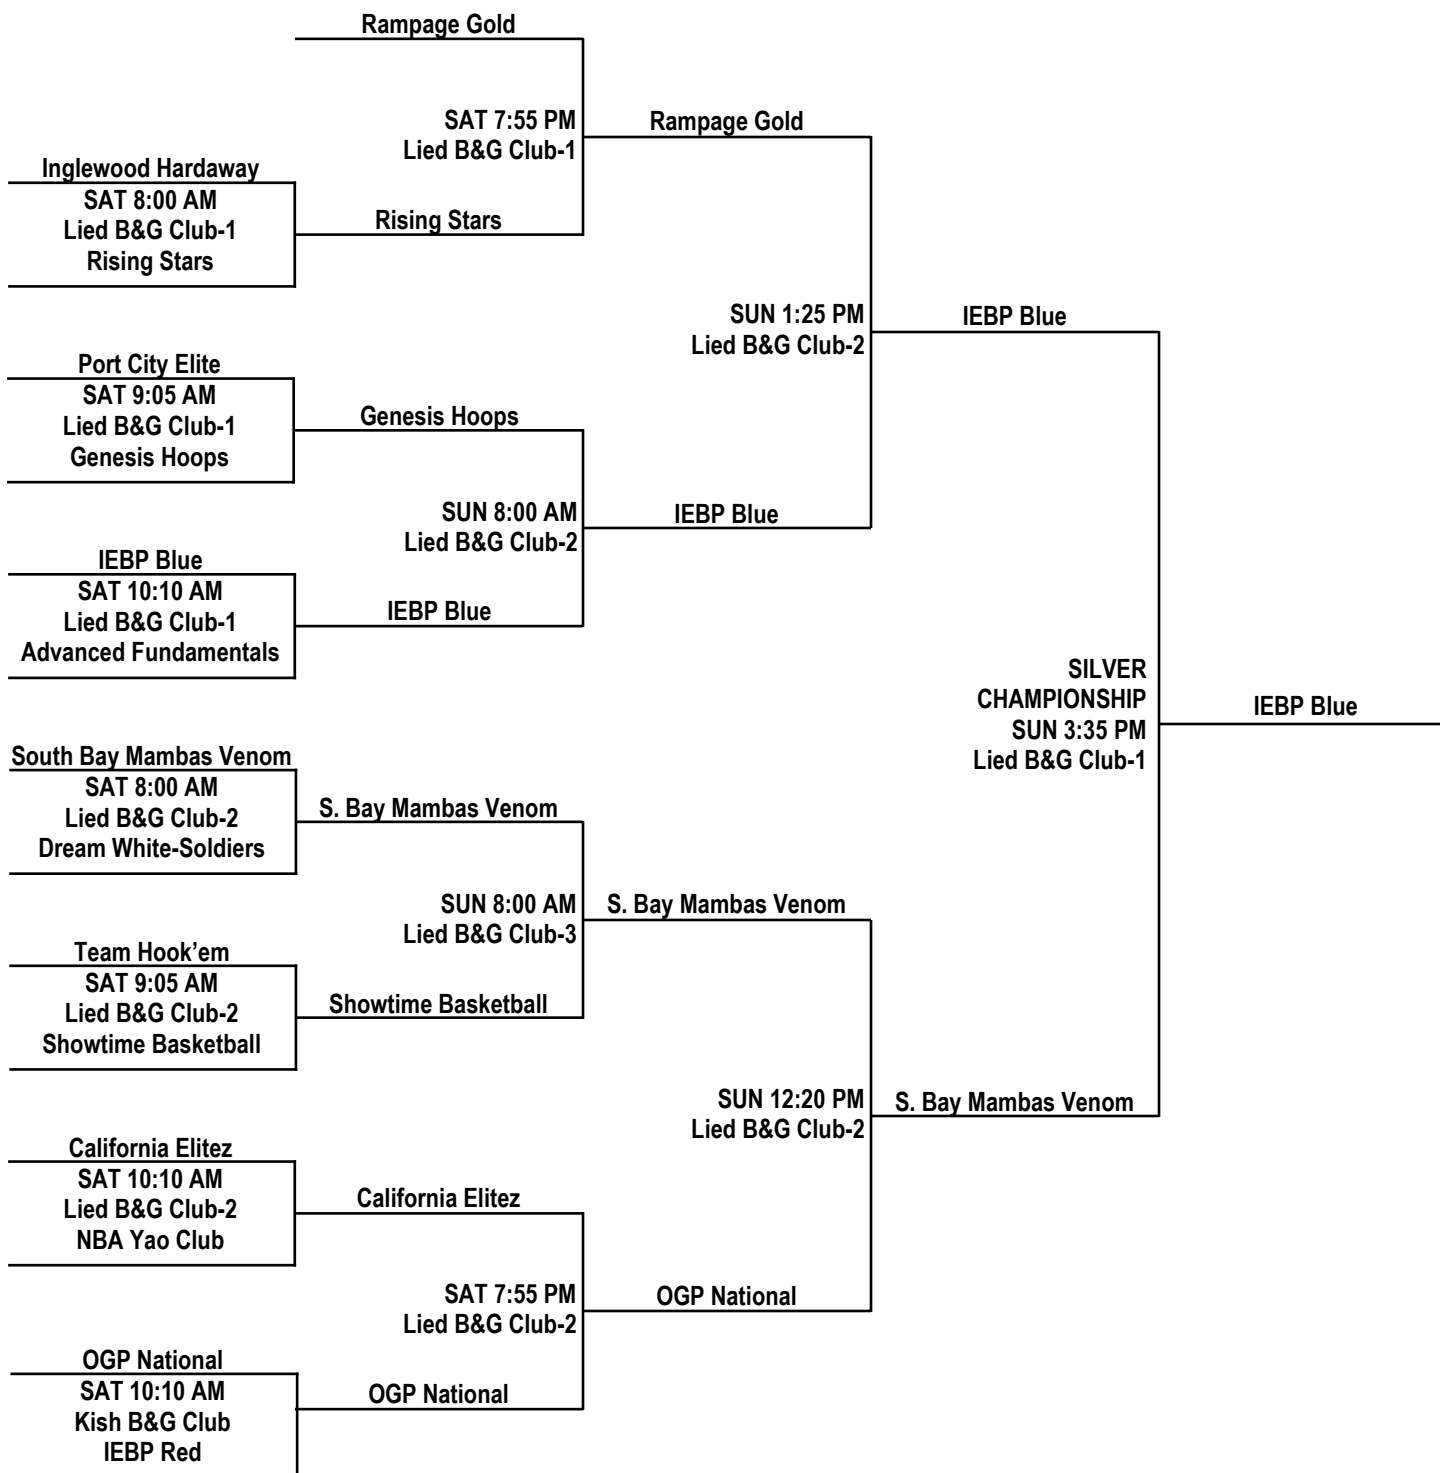 Rampage Gold
SAT 7:55 PM
Lied B&G Club-1
Rampage Gold
Inglewood Hardaway
SAT 8:00 AM
Lied B&G Club-1
Rising Stars
Rising Stars
SUN 1:25 PM
Lied B&G Club-2
IEBP Blue
Port City Elite
SAT 9:05 AM
Lied B&G Club-1
Genesis Hoops
Genesis Hoops
SUN 8:00 AM
Lied B&G Club-2
IEBP Blue
IEBP Blue
SAT 10:10 AM
Lied B&G Club-1
Advanced Fundamentals
IEBP Blue
SILVER
CHAMPIONSHIP
SUN 3:35 PM
Lied B&G Club-1
IEBP Blue
South Bay Mambas Venom
SAT 8:00 AM
Lied B&G Club-2
Dream White-Soldiers
S. Bay Mambas Venom
SUN 8:00 AM
Lied B&G Club-3
S. Bay Mambas Venom
Team Hook’em
SAT 9:05 AM
Lied B&G Club-2
Showtime Basketball
Showtime Basketball
SUN 12:20 PM
Lied B&G Club-2
S. Bay Mambas Venom
California Elitez
SAT 10:10 AM
Lied B&G Club-2
NBA Yao Club
California Elitez
SAT 7:55 PM
Lied B&G Club-2
OGP National
OGP National
SAT 10:10 AM
Kish B&G Club
IEBP Red
OGP National